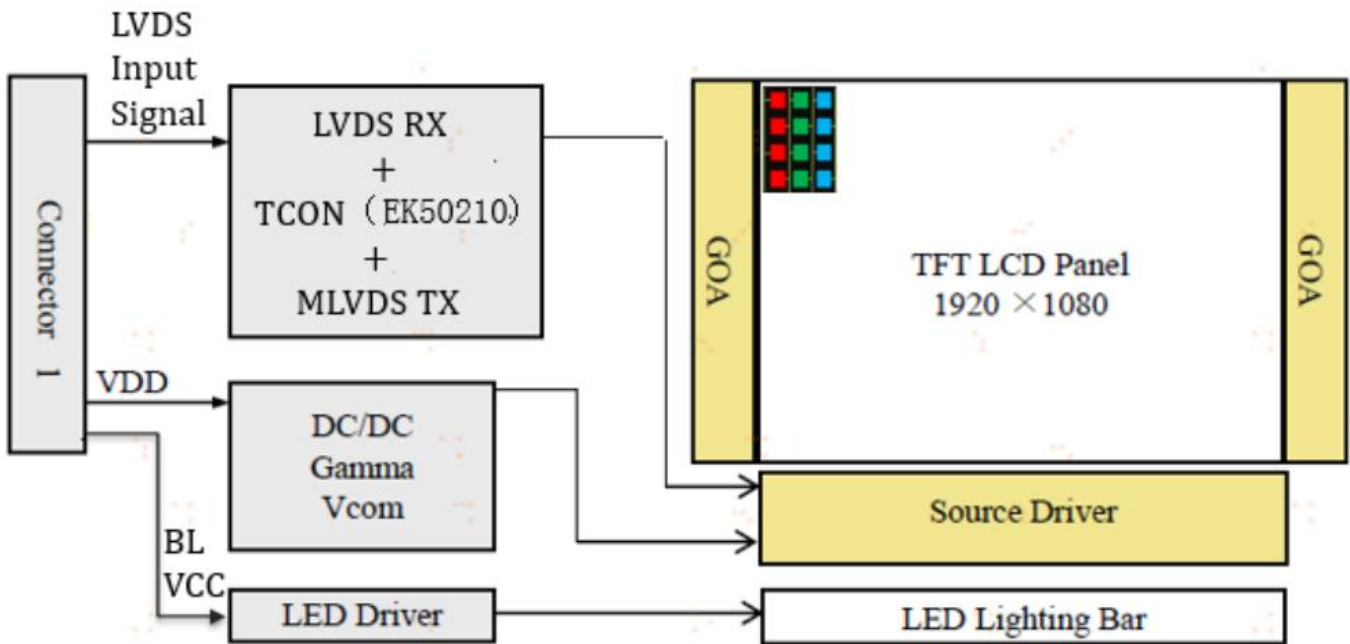 LVDS
Input
Signal
Connector 1
LVDS RX
+
TCON（EK50210）
+
MLVDS TX
VDD
DC/DC
Gamma
Vcom
BL
VCC
LED Driver
GOA
TFT LCD Panel
1920 ×1080
GOA
Source Driver
LED Lighting Bar